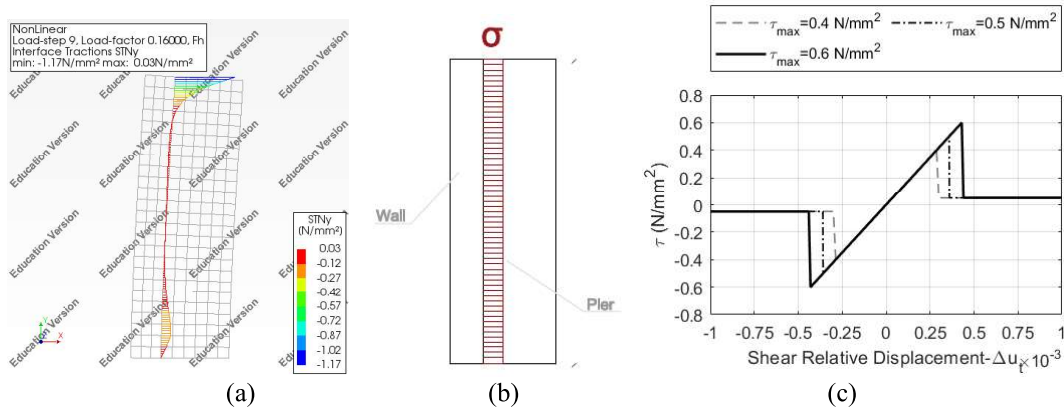 NonLinear
Load-step 9, Load-factor 0.16000, Fh
Interface Tractions STNy
min: -1.17N/mm² max: 0.03N/mm²
Education Version
Education Version
Education Version
Education Version
Education Version
Education Version
Education Version
Education Version
Education Version
Education Version
Education Version
Education Version
STNy
(N/mm²)
0.03
-0.12
-0.27
-0.42
-0.57
-0.72
-0.87
-1.02
-1.17
Y
X
(a)
σ
Wall
Pier
(b)
τmax=0.4 N/mm² τmax=0.5 N/mm²
τmax=0.6 N/mm²
0.8
0.6
0.4
0.2
0
-0.2
-0.4
-0.6
-0.8
τ (N/mm²)
-1 -0.75 -0.5 -0.25 0 0.25 0.5 0.75 1
Shear Relative Displacement-Δut×10⁻³
(c)